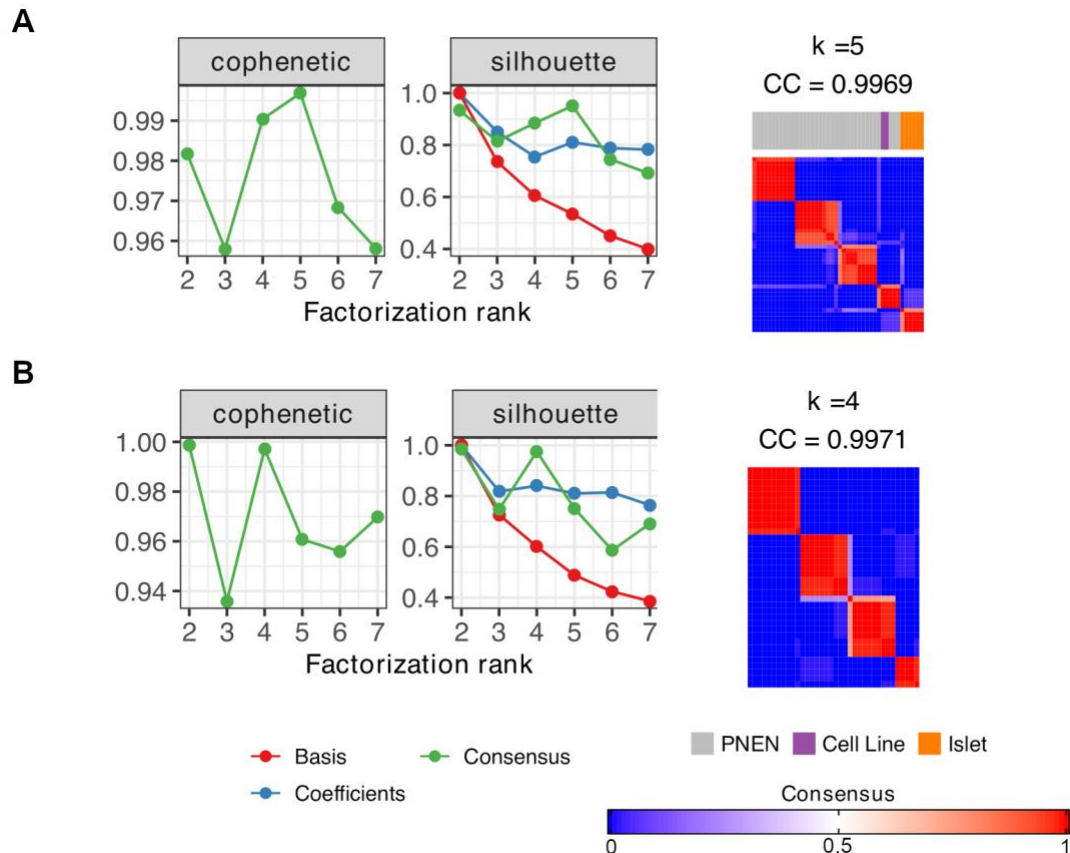 A
cophenetic
silhouette
k =5
CC = 0.9969
0.99
0.98
0.97
0.96
1.0
0.8
0.6
0.4
2 3 4 5 6 7
2 3 4 5 6 7
Factorization rank
B
cophenetic
silhouette
k =4
CC = 0.9971
1.00
0.98
0.96
0.94
1.0
0.8
0.6
0.4
2 3 4 5 6 7
2 3 4 5 6 7
Factorization rank
Basis
Consensus
Coefficients
PNEN
Cell Line
Islet
Consensus
0 0.5 1